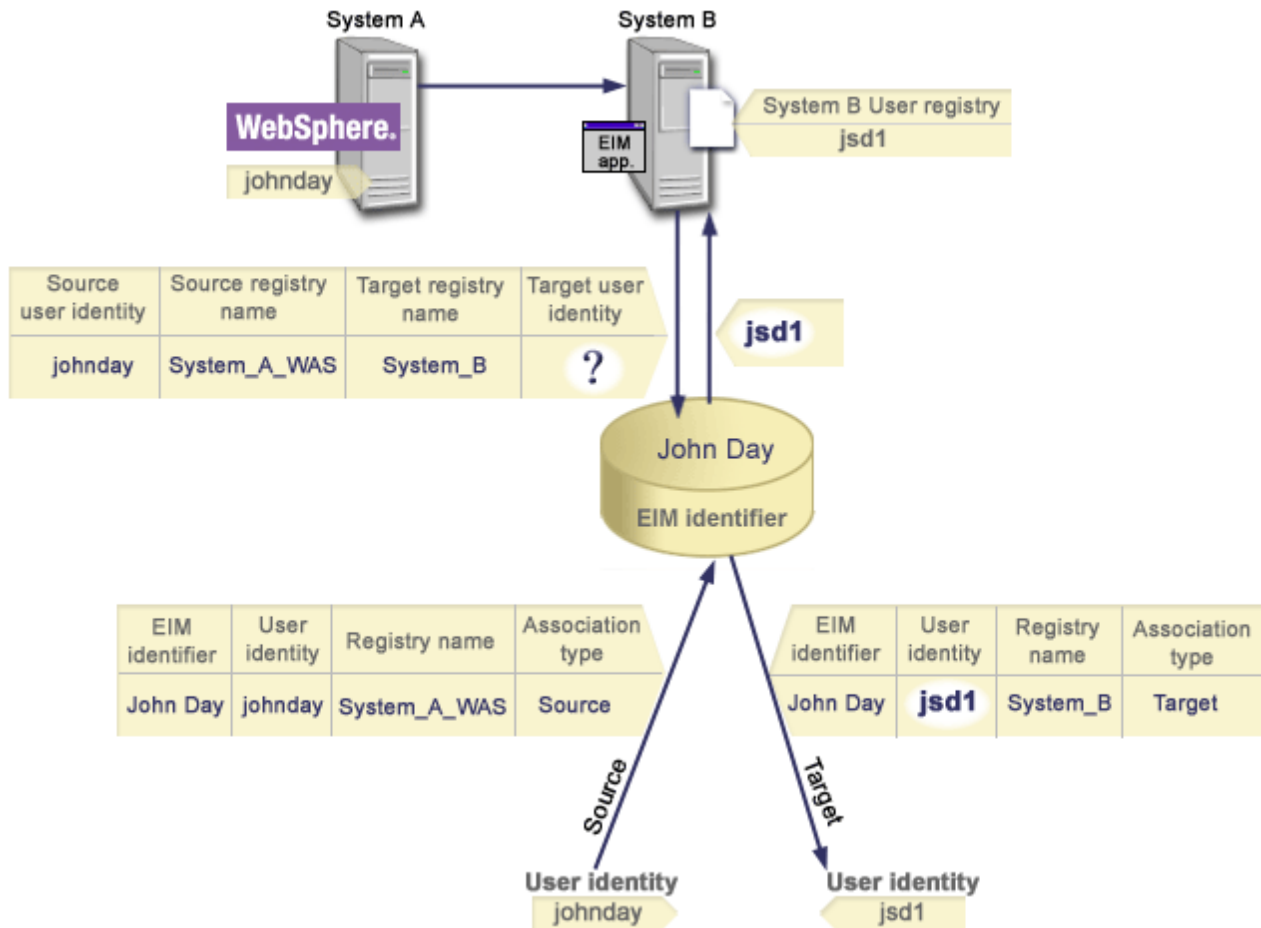 System A
System B
WebSphere.
johnday
EIM
app.
System B User registry
jsd1
Source
user identity
Source registry
name
Target registry
name
Target user
identity
johnday
System_A_WAS
System_B
?
jsd1
John Day
EIM identifier
EIM
identifier
User
identity
Registry name
Association
type
John Day
johnday
System_A_WAS
Source
EIM
identifier
User
identity
Registry
name
Association
type
John Day
jsd1
System_B
Target
Source
Target
User identity
johnday
User identity
jsd1